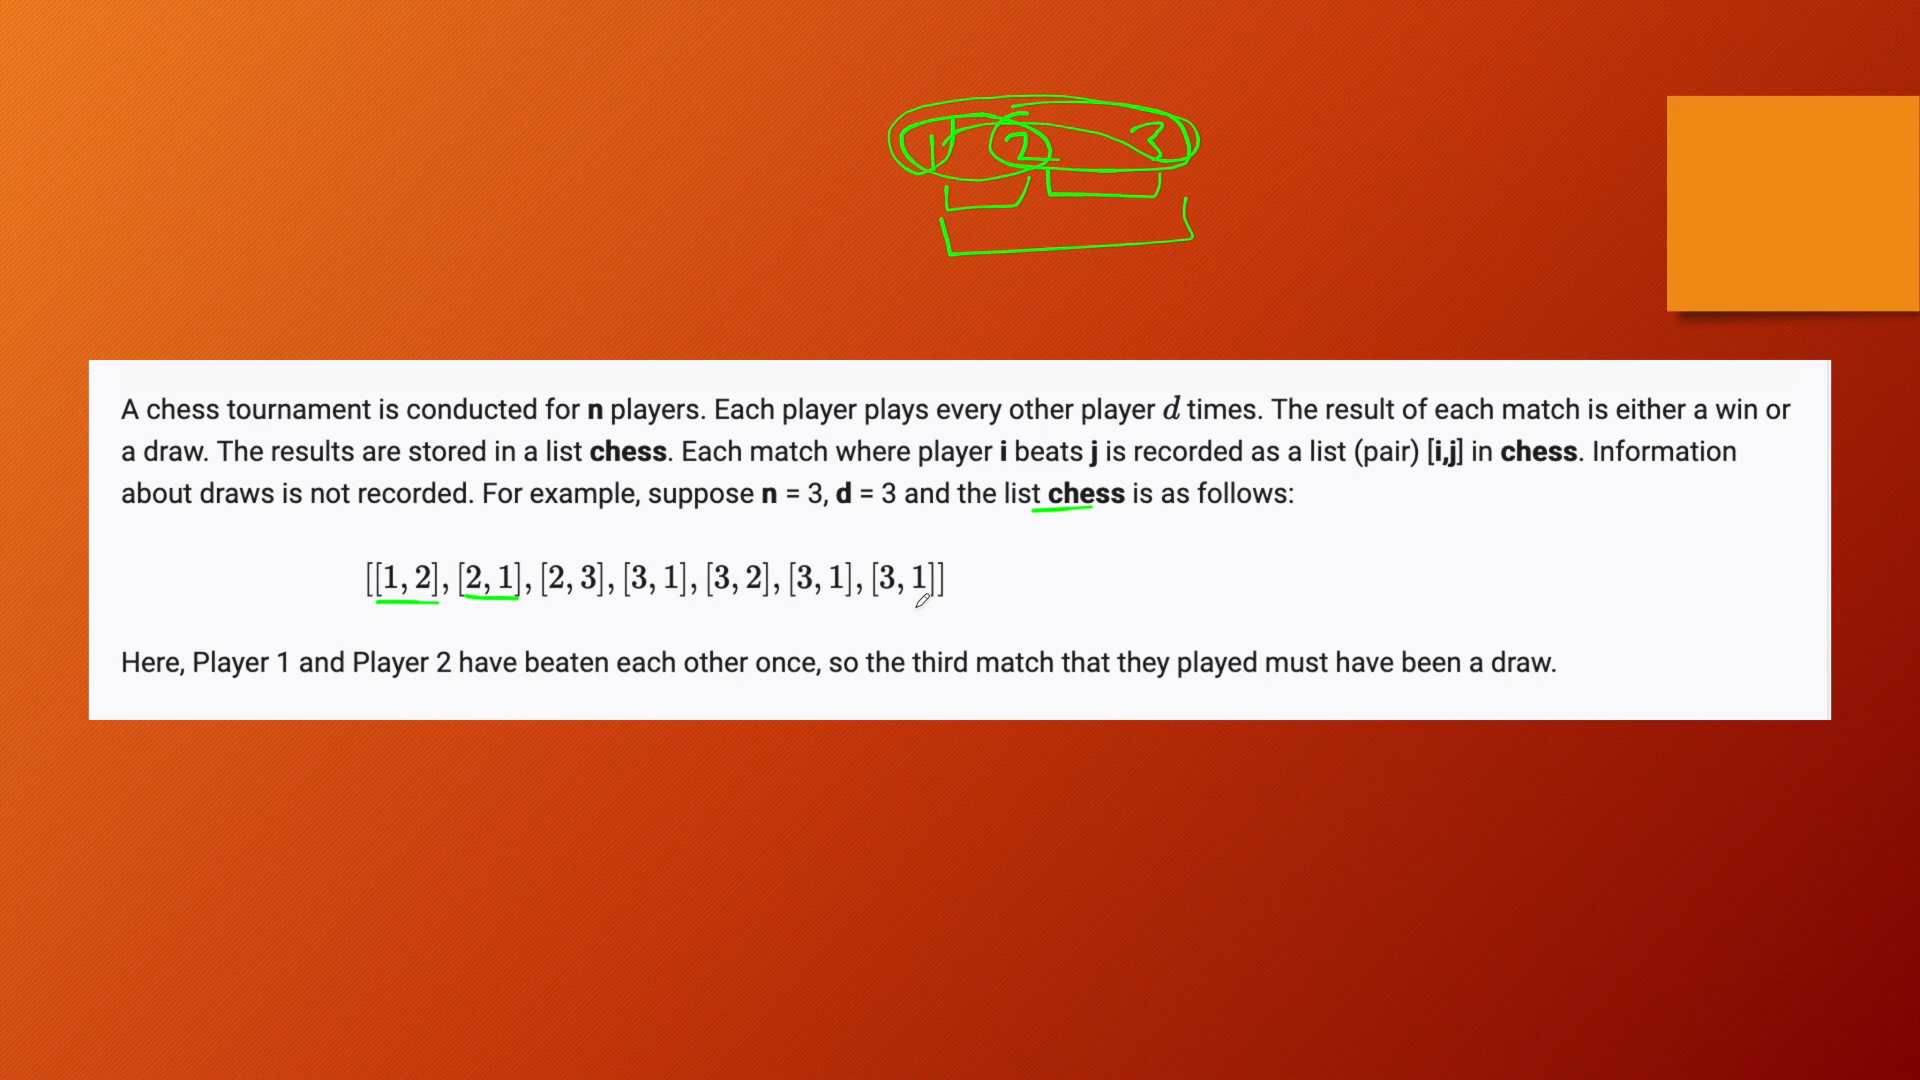 1 2 3
A chess tournament is conducted for n players. Each player plays every other player d times. The result of each match is either a win or
a draw. The results are stored in a list chess. Each match where player i beats j is recorded as a list (pair) [i,j] in chess. Information
about draws is not recorded. For example, suppose n = 3, d = 3 and the list chess is as follows:
[[1, 2], [2, 1], [2, 3], [3, 1], [3, 2], [3, 1], [3, 1]]
Here, Player 1 and Player 2 have beaten each other once, so the third match that they played must have been a draw.